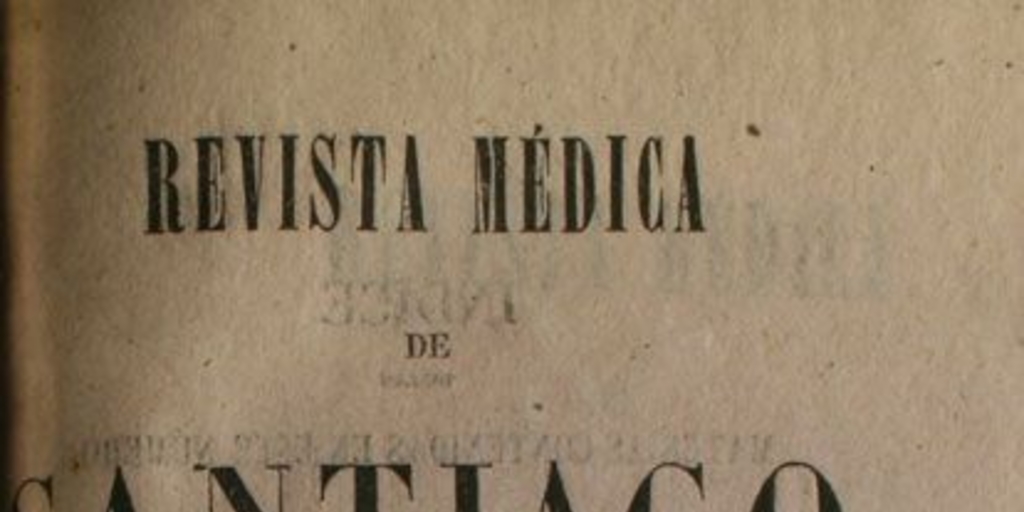 REVISTA MÉDICA
DE
SANTIAGO